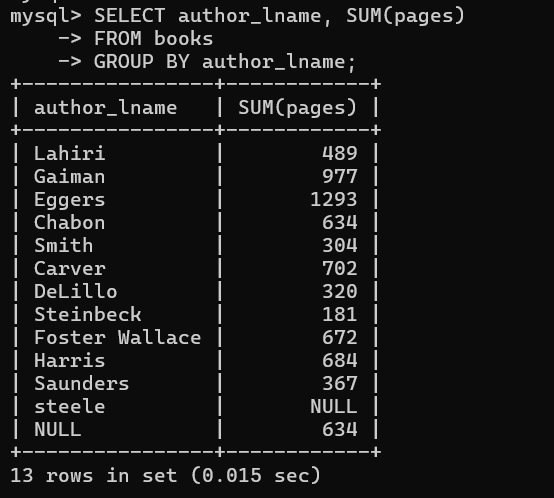 mysql> SELECT author_lname, SUM(pages)
    -> FROM books
    -> GROUP BY author_lname;
+----------------+------------+
| author_lname   | SUM(pages) |
+----------------+------------+
| Lahiri         |        489 |
| Gaiman         |        977 |
| Eggers         |       1293 |
| Chabon         |        634 |
| Smith          |        304 |
| Carver         |        702 |
| DeLillo        |        320 |
| Steinbeck      |        181 |
| Foster Wallace |        672 |
| Harris         |        684 |
| Saunders       |        367 |
| steele         |       NULL |
| NULL           |        634 |
+----------------+------------+
13 rows in set (0.015 sec)